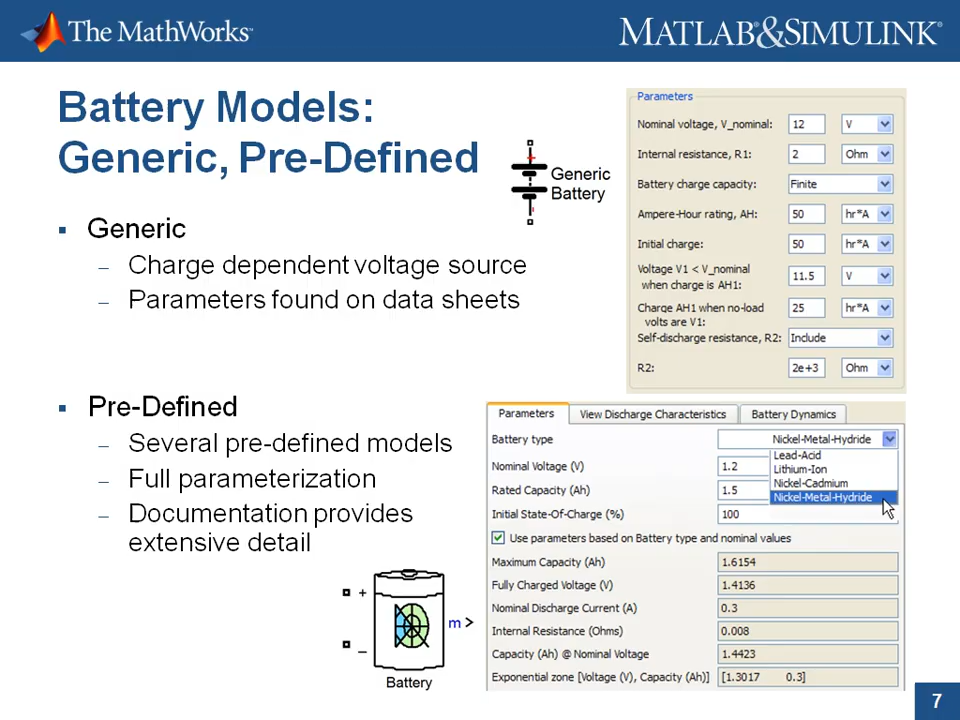 The MathWorks™
MATLAB®&SIMULINK®
Battery Models:
Generic, Pre-Defined
Generic
Battery
Generic
– Charge dependent voltage source
– Parameters found on data sheets
Parameters
Nominal voltage, V_nominal: 12 V
Internal resistance, R1: 2 Ohm
Battery charge capacity: Finite
Ampere-Hour rating, AH: 50 hr*A
Initial charge: 50 hr*A
Voltage V1 < V_nominal
when charge is AH1: 11.5 V
Charge AH1 when no-load
volts are V1: 25 hr*A
Self-discharge resistance, R2: Include
R2: 2e+3 Ohm
Pre-Defined
– Several pre-defined models
– Full parameterization
– Documentation provides
extensive detail
+
–
m >
Battery
Parameters View Discharge Characteristics Battery Dynamics
Battery type Nickel-Metal-Hydride
Lead-Acid
Lithium-Ion
Nickel-Cadmium
Nickel-Metal-Hydride
Nominal Voltage (V) 1.2
Rated Capacity (Ah) 1.5
Initial State-Of-Charge (%) 100
Use parameters based on Battery type and nominal values
Maximum Capacity (Ah) 1.6154
Fully Charged Voltage (V) 1.4136
Nominal Discharge Current (A) 0.3
Internal Resistance (Ohms) 0.008
Capacity (Ah) @ Nominal Voltage 1.4423
Exponential zone [Voltage (V), Capacity (Ah)] [1.3017 0.3]
7